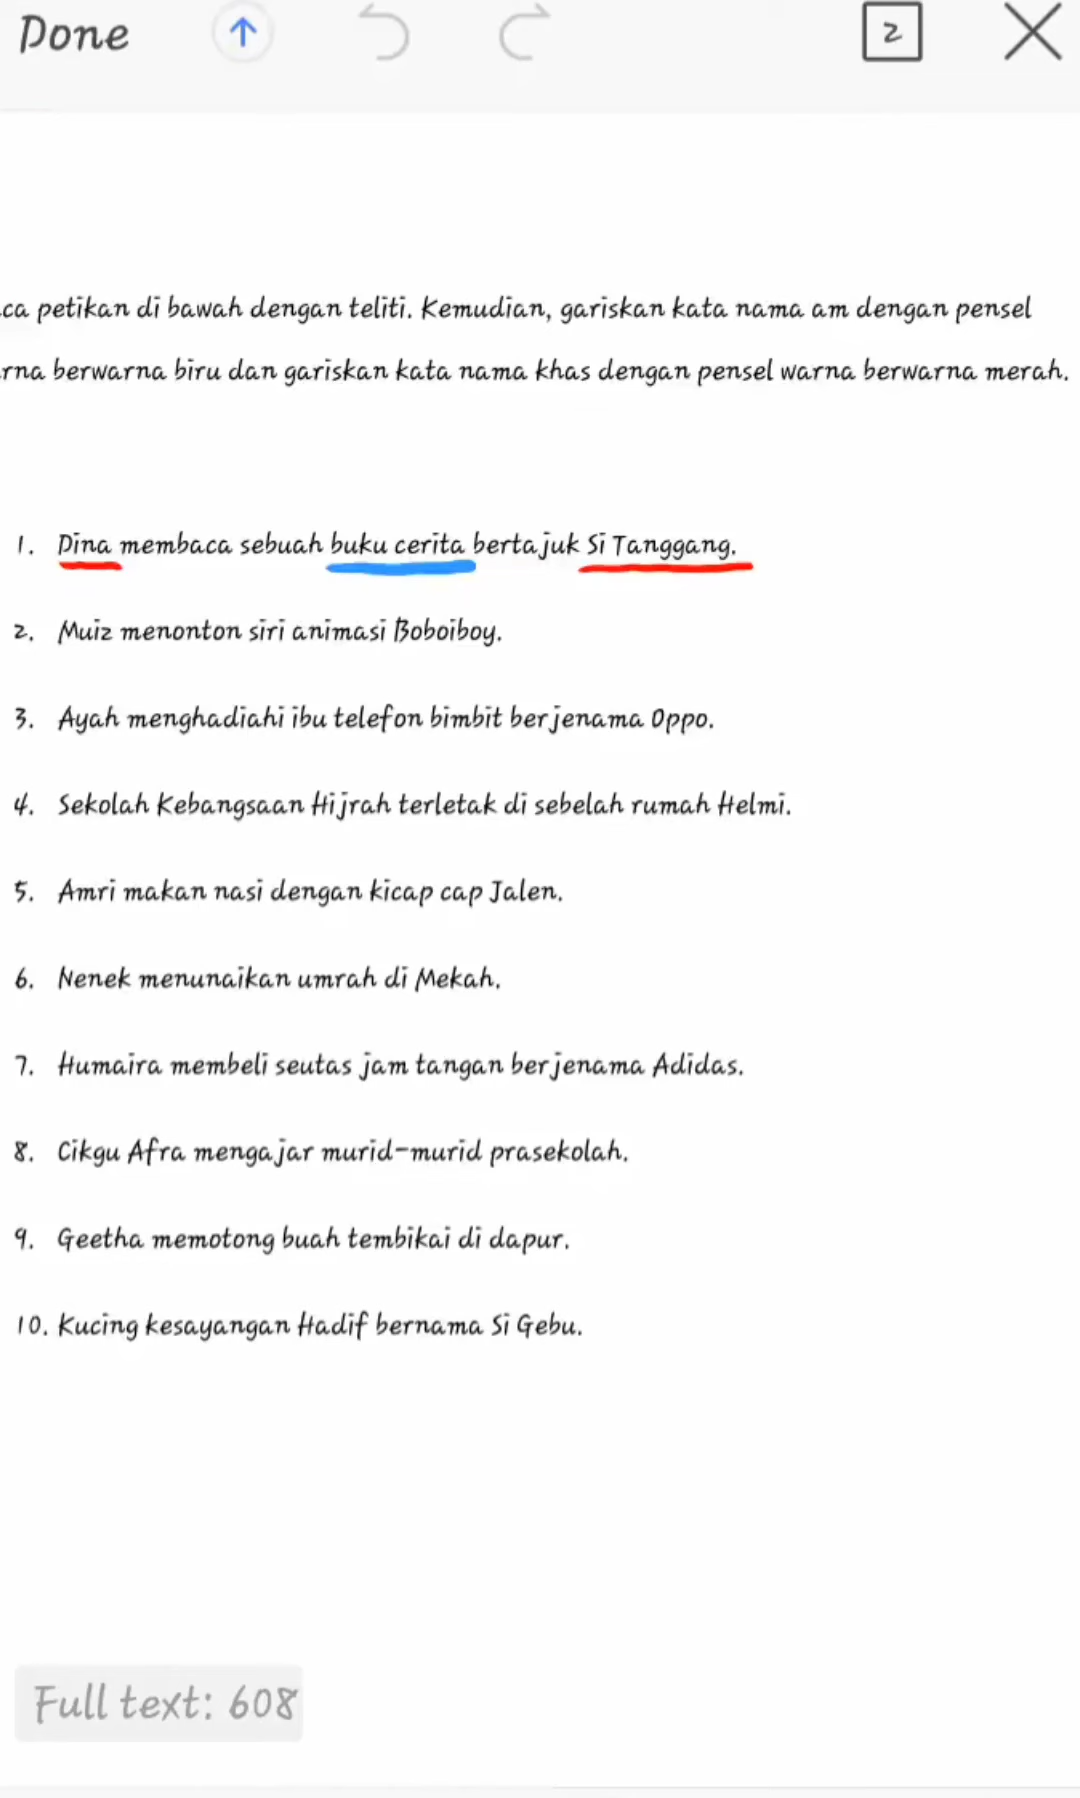 Done
2
ca petikan di bawah dengan teliti. Kemudian, gariskan kata nama am dengan pensel
rna berwarna biru dan gariskan kata nama khas dengan pensel warna berwarna merah.
1. Dina membaca sebuah buku cerita bertajuk Si Tanggang.
2. Muiz menonton siri animasi Boboiboy.
3. Ayah menghadiahi ibu telefon bimbit berjenama Oppo.
4. Sekolah Kebangsaan Hijrah terletak di sebelah rumah Helmi.
5. Amri makan nasi dengan kicap cap Jalen.
6. Nenek menunaikan umrah di Mekah.
7. Humaira membeli seutas jam tangan berjenama Adidas.
8. Cikgu Afra mengajar murid-murid prasekolah.
9. Geetha memotong buah tembikai di dapur.
10. Kucing kesayangan Hadif bernama Si Gebu.
Full text: 608